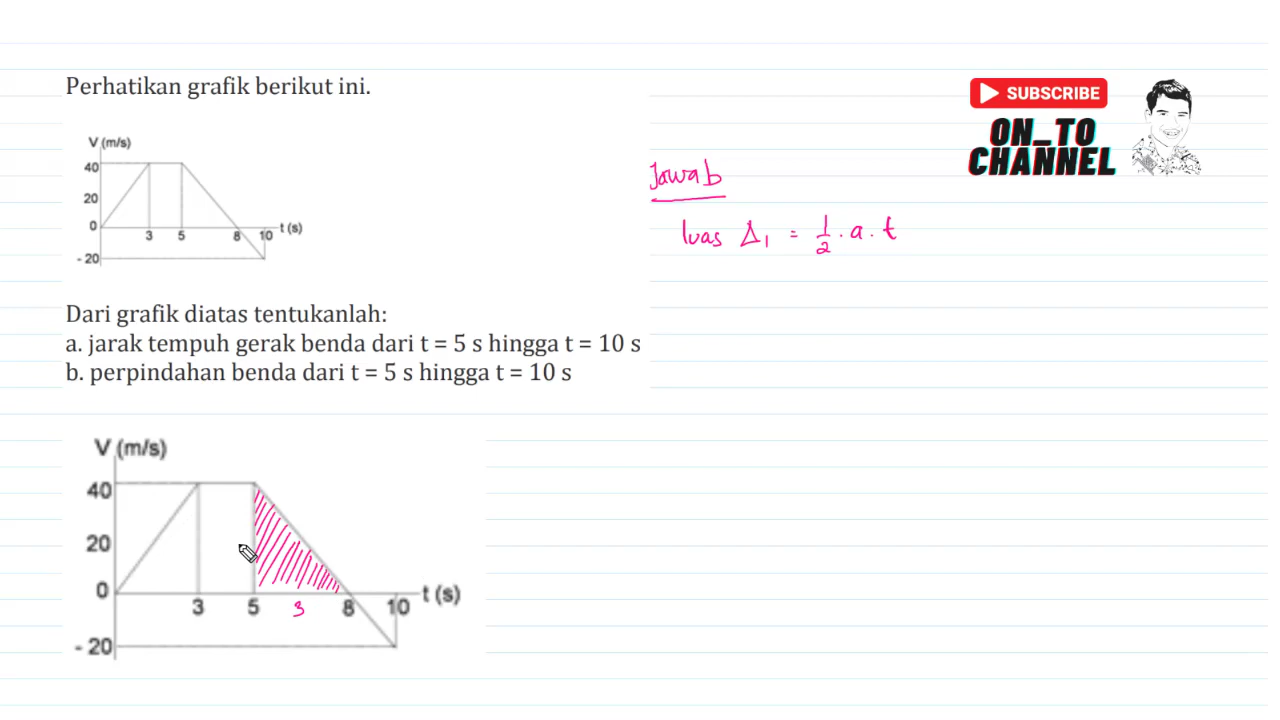 Perhatikan grafik berikut ini.
SUBSCRIBE
ON_TO
CHANNEL
V (m/s)
40
20
0
3 5 8 10 t (s)
- 20
Jawab
luas Δ₁ = 1/2 . a . t
Dari grafik diatas tentukanlah:
a. jarak tempuh gerak benda dari t = 5 s hingga t = 10 s
b. perpindahan benda dari t = 5 s hingga t = 10 s
V (m/s)
40
20
0
3 5 3 8 10 t (s)
- 20